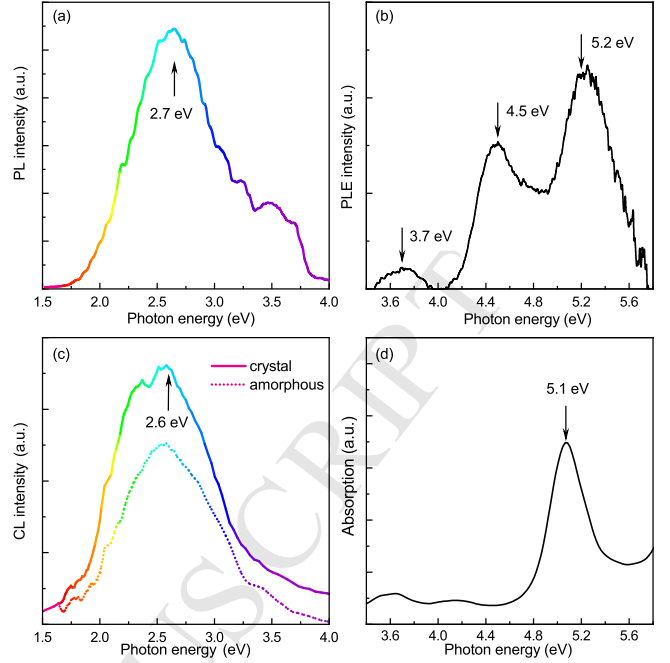 (a)
PL intensity (a.u.)
2.7 eV
1.5 2.0 2.5 3.0 3.5 4.0
Photon energy (eV)
(b)
PLE intensity (a.u.)
5.2 eV
4.5 eV
3.7 eV
3.6 4.0 4.4 4.8 5.2 5.6
Photon energy (eV)
(c)
crystal
amorphous
CL intensity (a.u.)
2.6 eV
1.5 2.0 2.5 3.0 3.5 4.0
Photon energy (eV)
(d)
Absorption (a.u.)
5.1 eV
3.6 4.0 4.4 4.8 5.2 5.6
Photon energy (eV)
USCRIPT